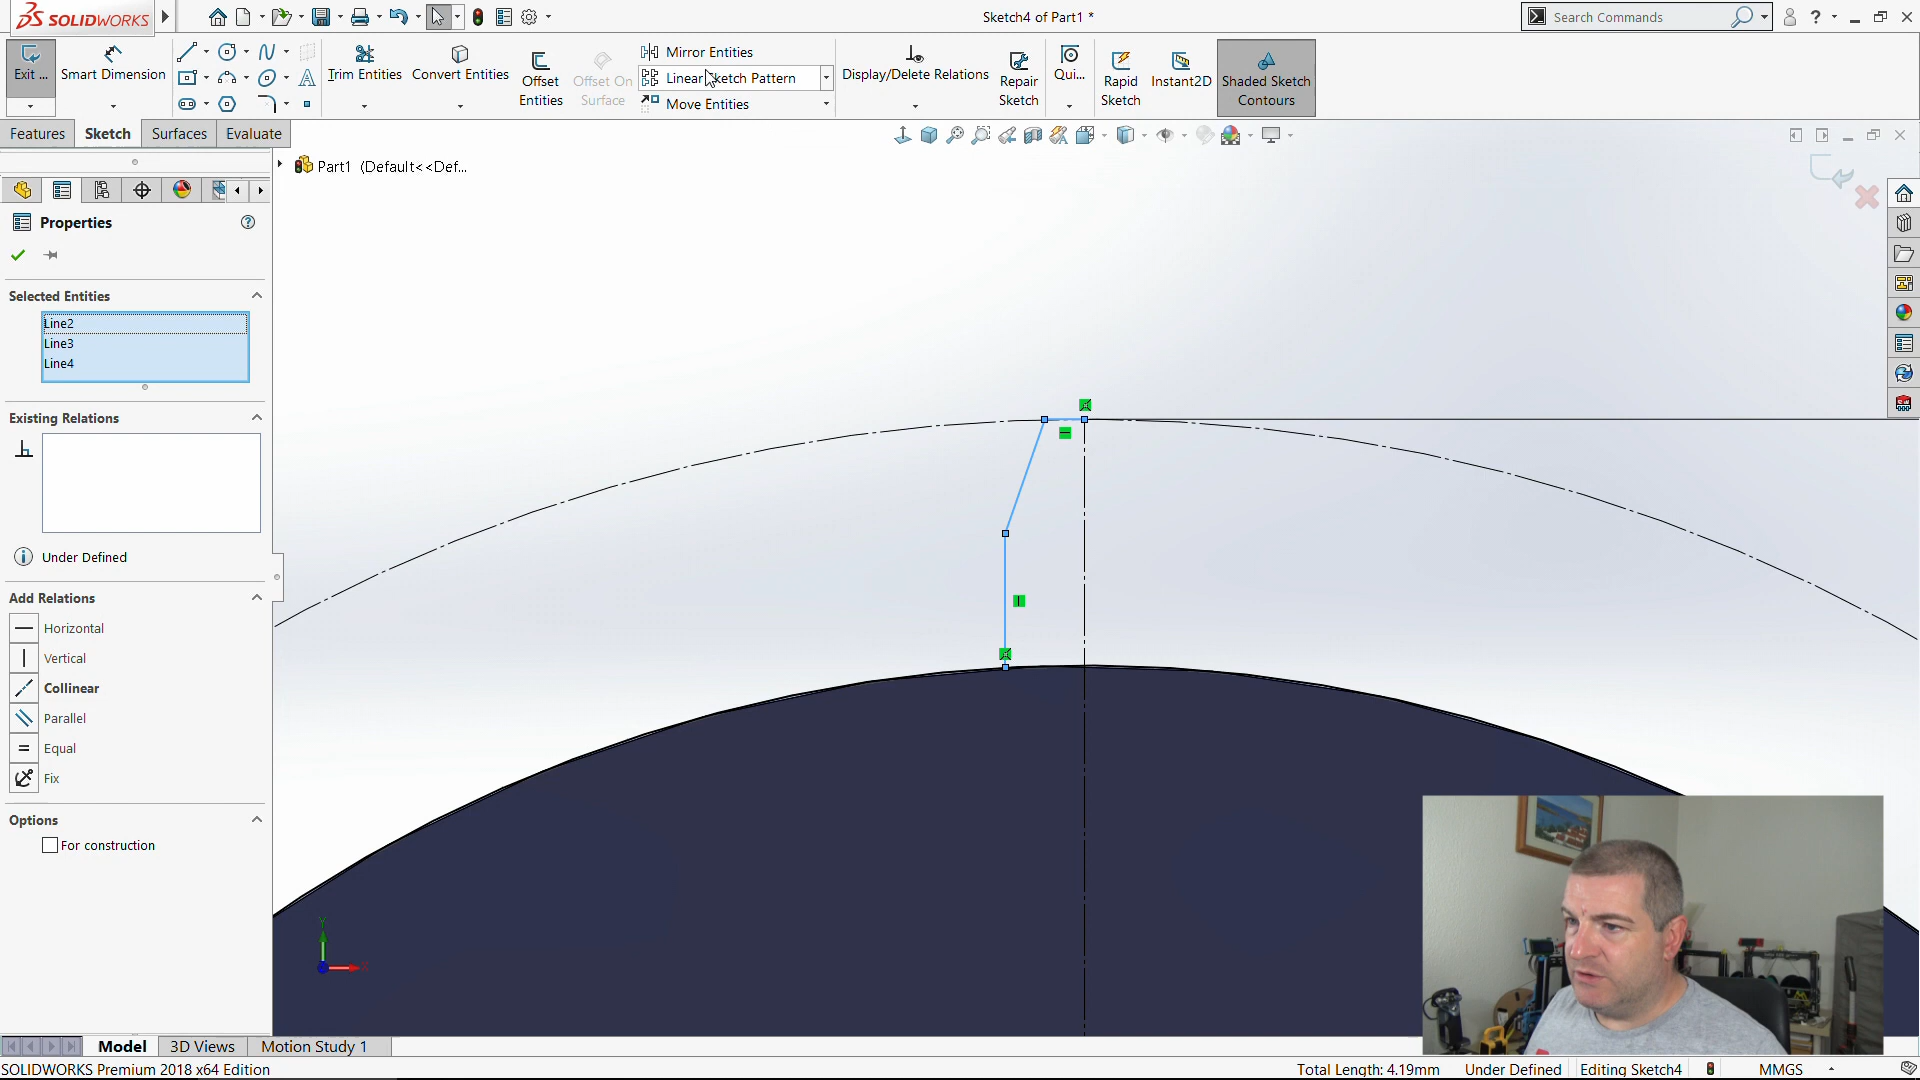 SOLIDWORKS
Sketch4 of Part1 *
Search Commands
Exit ...
Smart Dimension
Trim Entities
Convert Entities
Offset Entities
Offset On Surface
Mirror Entities
Linear Sketch Pattern
Move Entities
Display/Delete Relations
Repair Sketch
Qui...
Rapid Sketch
Instant2D
Shaded Sketch Contours
Features
Sketch
Surfaces
Evaluate
Part1 (Default<<Def...
Properties
Selected Entities
Line2
Line3
Line4
Existing Relations
Under Defined
Add Relations
Horizontal
Vertical
Collinear
Parallel
Equal
Fix
Options
For construction
Y
X
Model
3D Views
Motion Study 1
SOLIDWORKS Premium 2018 x64 Edition
Total Length: 4.19mm
Under Defined
Editing Sketch4
MMGS